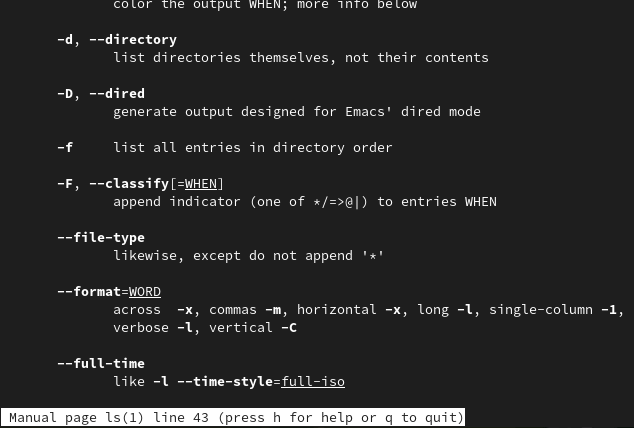 color the output WHEN; more info below
-d, --directory
list directories themselves, not their contents
-D, --dired
generate output designed for Emacs' dired mode
-f     list all entries in directory order
-F, --classify[=WHEN]
append indicator (one of */=>@|) to entries WHEN
--file-type
likewise, except do not append '*'
--format=WORD
across  -x, commas -m, horizontal -x, long -l, single-column -1,
verbose -l, vertical -C
--full-time
like -l --time-style=full-iso
Manual page ls(1) line 43 (press h for help or q to quit)